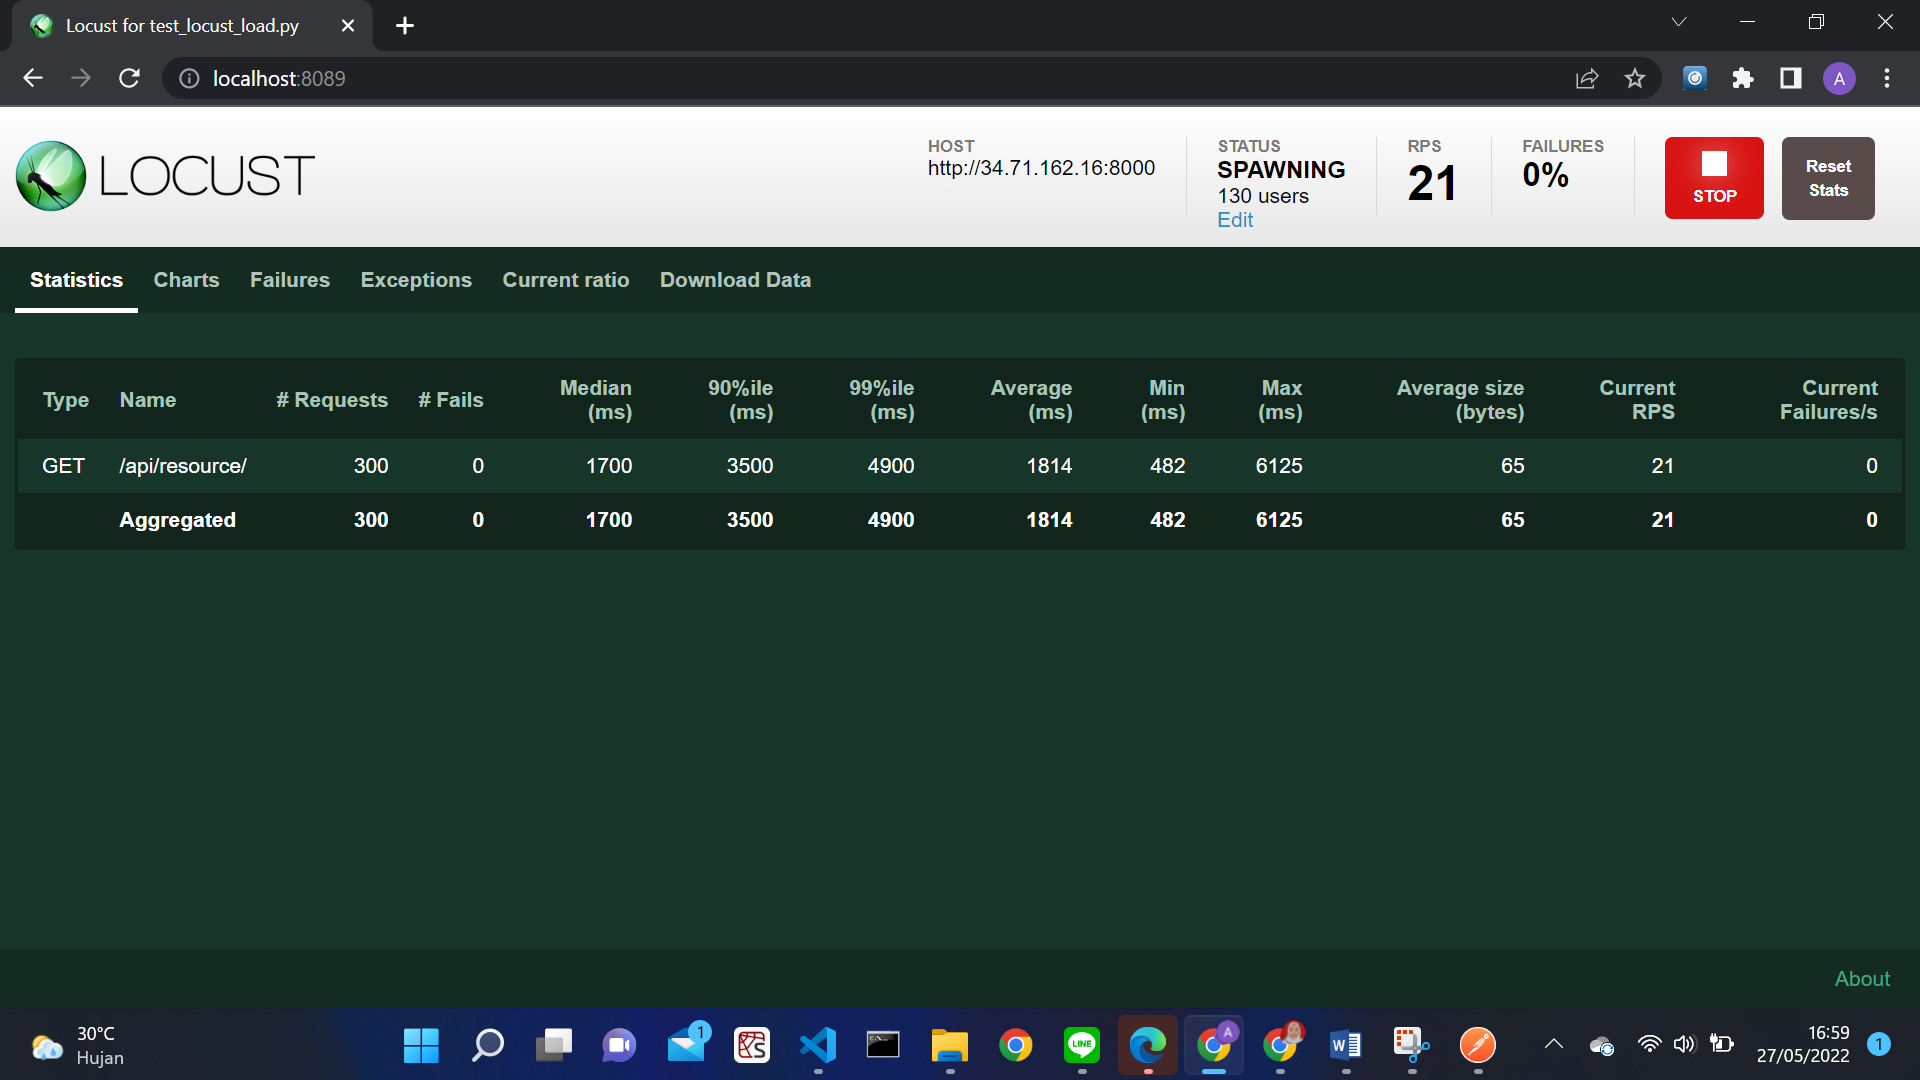 Locust for test_locust_load.py
localhost:8089
A
LOCUST
HOST
http://34.71.162.16:8000
STATUS
SPAWNING
130 users
Edit
RPS
21
FAILURES
0%
STOP
Reset
Stats
Statistics Charts Failures Exceptions Current ratio Download Data
Type Name # Requests # Fails Median (ms) 90%ile (ms) 99%ile (ms) Average (ms) Min (ms) Max (ms) Average size (bytes) Current RPS Current Failures/s
GET /api/resource/ 300 0 1700 3500 4900 1814 482 6125 65 21 0
Aggregated 300 0 1700 3500 4900 1814 482 6125 65 21 0
About
30°C
Hujan
1
LINE
A
W
16:59
27/05/2022
1